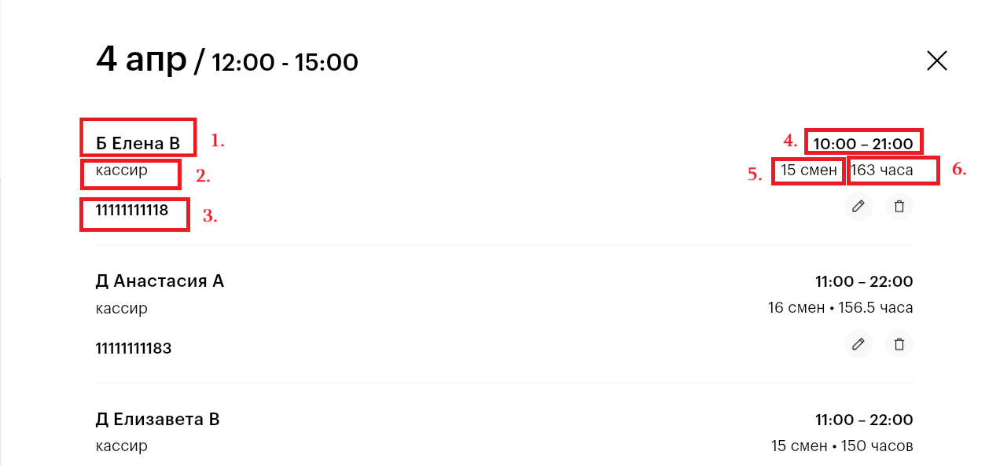 4 апр / 12:00 - 15:00
Б Елена В 1. 4. 10:00 – 21:00
кассир 2. 5. 15 смен 163 часа 6.
11111111118 3.
Д Анастасия А 11:00 – 22:00
кассир 16 смен • 156.5 часа
11111111183
Д Елизавета В 11:00 – 22:00
кассир 15 смен • 150 часов